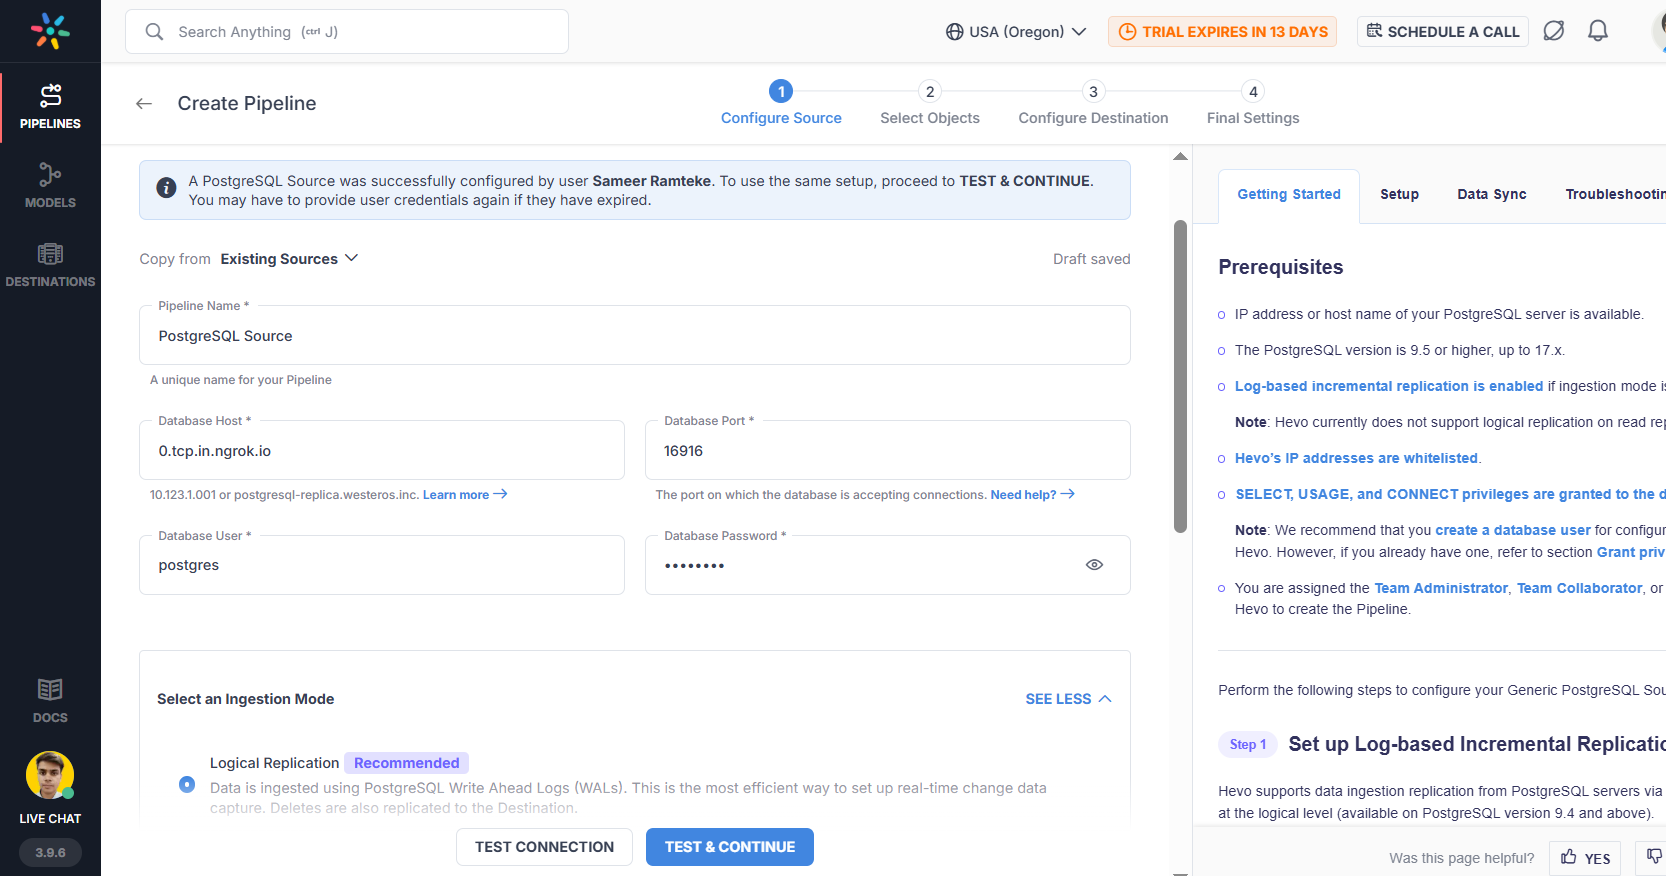 Search Anything (ctrl J)
USA (Oregon)
TRIAL EXPIRES IN 13 DAYS
SCHEDULE A CALL
PIPELINES
MODELS
DESTINATIONS
DOCS
LIVE CHAT
3.9.6
Create Pipeline
1
Configure Source
2
Select Objects
3
Configure Destination
4
Final Settings
A PostgreSQL Source was successfully configured by user Sameer Ramteke. To use the same setup, proceed to TEST & CONTINUE.
You may have to provide user credentials again if they have expired.
Copy from Existing Sources
Draft saved
Pipeline Name *
PostgreSQL Source
A unique name for your Pipeline
Database Host *
0.tcp.in.ngrok.io
10.123.1.001 or postgresql-replica.westeros.inc. Learn more
Database Port *
16916
The port on which the database is accepting connections. Need help?
Database User *
postgres
Database Password *
••••••••
Select an Ingestion Mode
SEE LESS
Logical Replication Recommended
Data is ingested using PostgreSQL Write Ahead Logs (WALs). This is the most efficient way to set up real-time change data
capture. Deletes are also replicated to the Destination.
TEST CONNECTION
TEST & CONTINUE
Getting Started
Setup
Data Sync
Troubleshootin
Prerequisites
IP address or host name of your PostgreSQL server is available.
The PostgreSQL version is 9.5 or higher, up to 17.x.
Log-based incremental replication is enabled if ingestion mode is
Note: Hevo currently does not support logical replication on read rep
Hevo’s IP addresses are whitelisted.
SELECT, USAGE, and CONNECT privileges are granted to the d
Note: We recommend that you create a database user for configur
Hevo. However, if you already have one, refer to section Grant priv
You are assigned the Team Administrator, Team Collaborator, or
Hevo to create the Pipeline.
Perform the following steps to configure your Generic PostgreSQL Sou
Step 1
Set up Log-based Incremental Replicatio
Hevo supports data ingestion replication from PostgreSQL servers via
at the logical level (available on PostgreSQL version 9.4 and above).
Was this page helpful?
YES